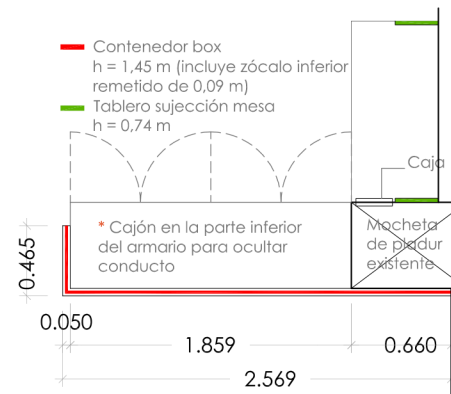 Contenedor box
h = 1,45 m (incluye zócalo inferior
remetido de 0,09 m)
Tablero sujección mesa
h = 0,74 m
Caja
* Cajón en la parte inferior
del armario para ocultar
conducto
Mocheta
de pladur
existente
0.465
0.050
1.859
0.660
2.569